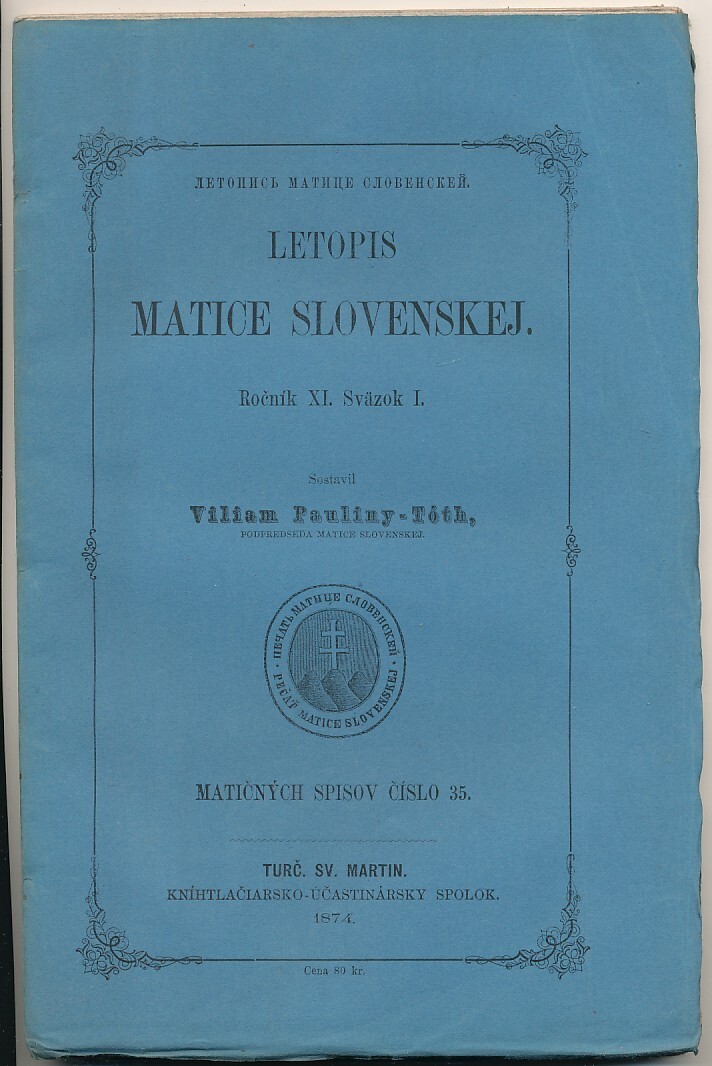 ЛЕТОПИСЬ МАТИЦЕ СЛОВЕНСКЕЙ.
LETOPIS
MATICE SLOVENSKEJ.
Ročník XI. Sväzok I.
Sostavil
Viliam Pauliny-Tóth,
PODPREDSEDA MATICE SLOVENSKEJ.
· ПЕЧАТЬ МАТИЦЕ СЛОВЕНСКЕЙ ·
PEČAŤ MATICE SLOVENSKEJ
MATIČNÝCH SPISOV ČÍSLO 35.
TURČ. SV. MARTIN.
KNÍHTLAČIARSKO-ÚČASTINÁRSKY SPOLOK.
1874.
Cena 80 kr.